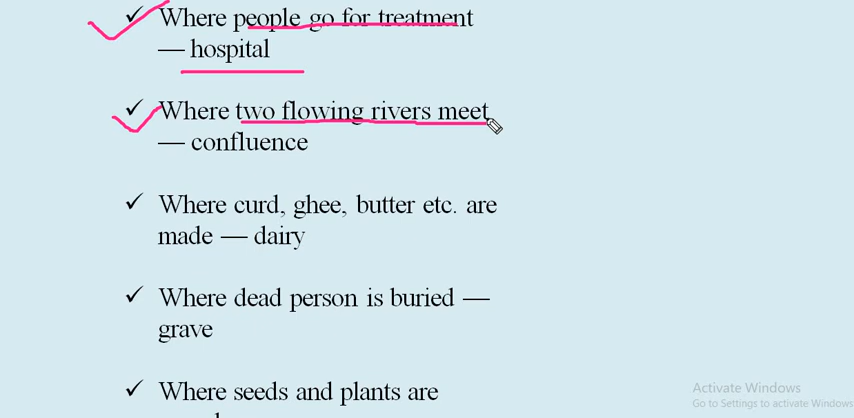 Where people go for treatment
— hospital
Where two flowing rivers meet
— confluence
Where curd, ghee, butter etc. are
made — dairy
Where dead person is buried —
grave
Where seeds and plants are
Activate Windows
Go to Settings to activate Windows